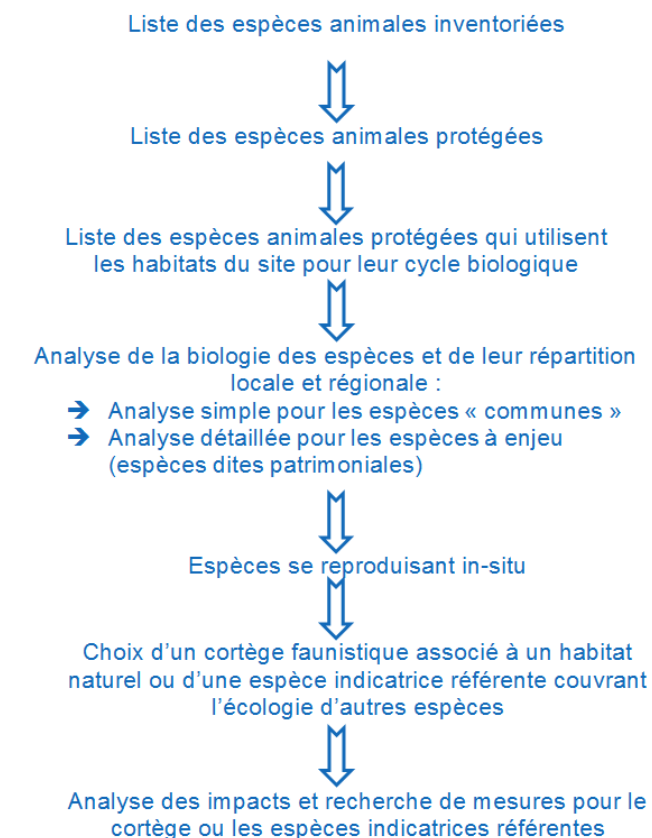 Liste des espèces animales inventoriées
Liste des espèces animales protégées
Liste des espèces animales protégées qui utilisent
les habitats du site pour leur cycle biologique
Analyse de la biologie des espèces et de leur répartition
locale et régionale :
➔ Analyse simple pour les espèces « communes »
➔ Analyse détaillée pour les espèces à enjeu
(espèces dites patrimoniales)
Espèces se reproduisant in-situ
Choix d’un cortège faunistique associé à un habitat
naturel ou d’une espèce indicatrice référente couvrant
l’écologie d’autres espèces
Analyse des impacts et recherche de mesures pour le
cortège ou les espèces indicatrices référentes